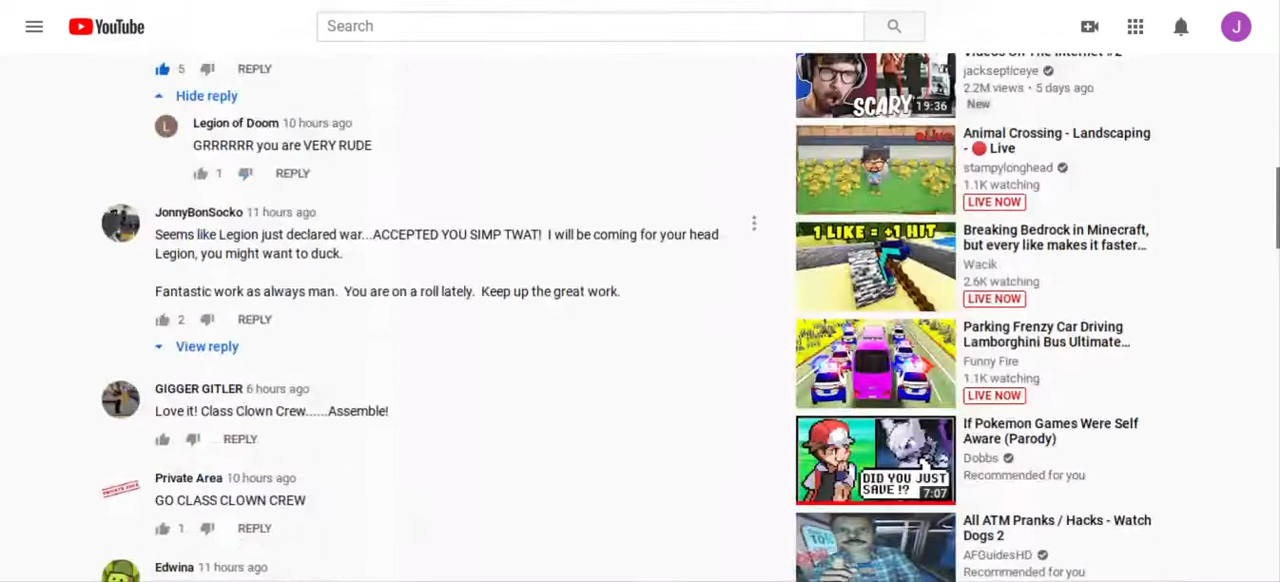 YouTube
Search
J
5 REPLY
Hide reply
L
Legion of Doom 10 hours ago
GRRRRRR you are VERY RUDE
1 REPLY
JonnyBonSocko 11 hours ago
Seems like Legion just declared war...ACCEPTED YOU SIMP TWAT! I will be coming for your head
Legion, you might want to duck.
Fantastic work as always man. You are on a roll lately. Keep up the great work.
2 REPLY
View reply
GIGGER GITLER 6 hours ago
Love it! Class Clown Crew......Assemble!
REPLY
PRIVATE AREA
Private Area 10 hours ago
GO CLASS CLOWN CREW
1 REPLY
Edwina 11 hours ago
SCARY
19:36
Videos On The Internet #2
jacksepticeye
2.2M views • 5 days ago
New
aLive
Animal Crossing - Landscaping
- Live
stampylonghead
1.1K watching
LIVE NOW
1 LIKE = +1 HIT
Breaking Bedrock in Minecraft,
but every like makes it faster…
Wacik
2.6K watching
LIVE NOW
Parking Frenzy Car Driving
Lamborghini Bus Ultimate…
Funny Fire
1.1K watching
LIVE NOW
DID YOU JUST
SAVE !?
7:07
If Pokemon Games Were Self
Aware (Parody)
Dobbs
Recommended for you
10%
All ATM Pranks / Hacks - Watch
Dogs 2
AFGuidesHD
Recommended for you